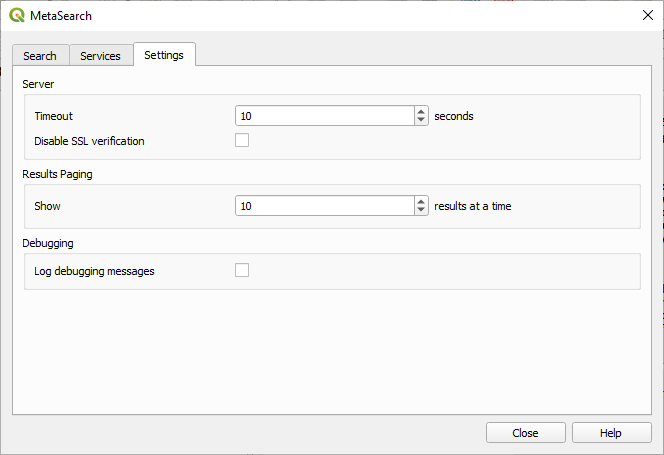 MetaSearch
Search Services Settings
Server
Timeout 10 seconds
Disable SSL verification
Results Paging
Show 10 results at a time
Debugging
Log debugging messages
Close Help